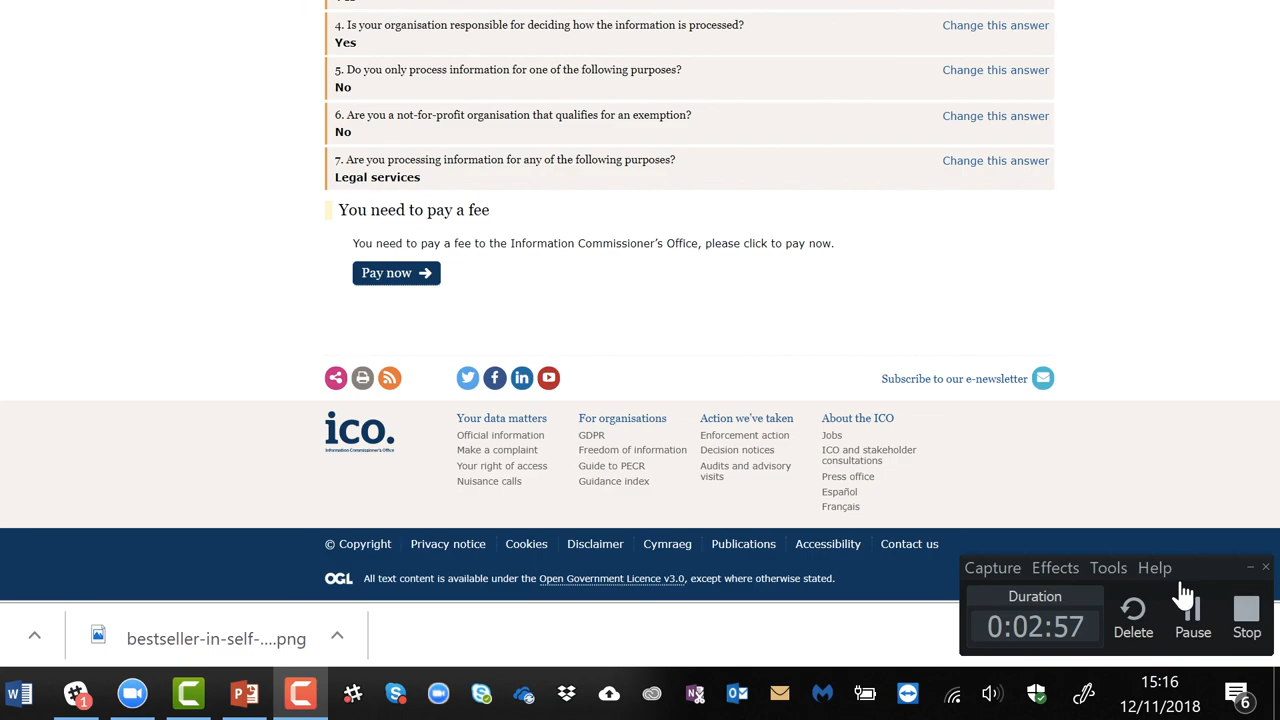 4. Is your organisation responsible for deciding how the information is processed?
Change this answer
Yes
5. Do you only process information for one of the following purposes?
Change this answer
No
6. Are you a not-for-profit organisation that qualifies for an exemption?
Change this answer
No
7. Are you processing information for any of the following purposes?
Change this answer
Legal services
You need to pay a fee
You need to pay a fee to the Information Commissioner's Office, please click to pay now.
Pay now
Subscribe to our e-newsletter
ico.
Information Commissioner's Office
Your data matters
Official information
Make a complaint
Your right of access
Nuisance calls
For organisations
GDPR
Freedom of information
Guide to PECR
Guidance index
Action we've taken
Enforcement action
Decision notices
Audits and advisory
visits
About the ICO
Jobs
ICO and stakeholder
consultations
Press office
Español
Français
© Copyright
Privacy notice
Cookies
Disclaimer
Cymraeg
Publications
Accessibility
Contact us
OGL
All text content is available under the Open Government Licence v3.0, except where otherwise stated.
Capture Effects Tools Help
Duration
0:02:57
Delete
Pause
Stop
bestseller-in-self-....png
1
15:16
12/11/2018
6